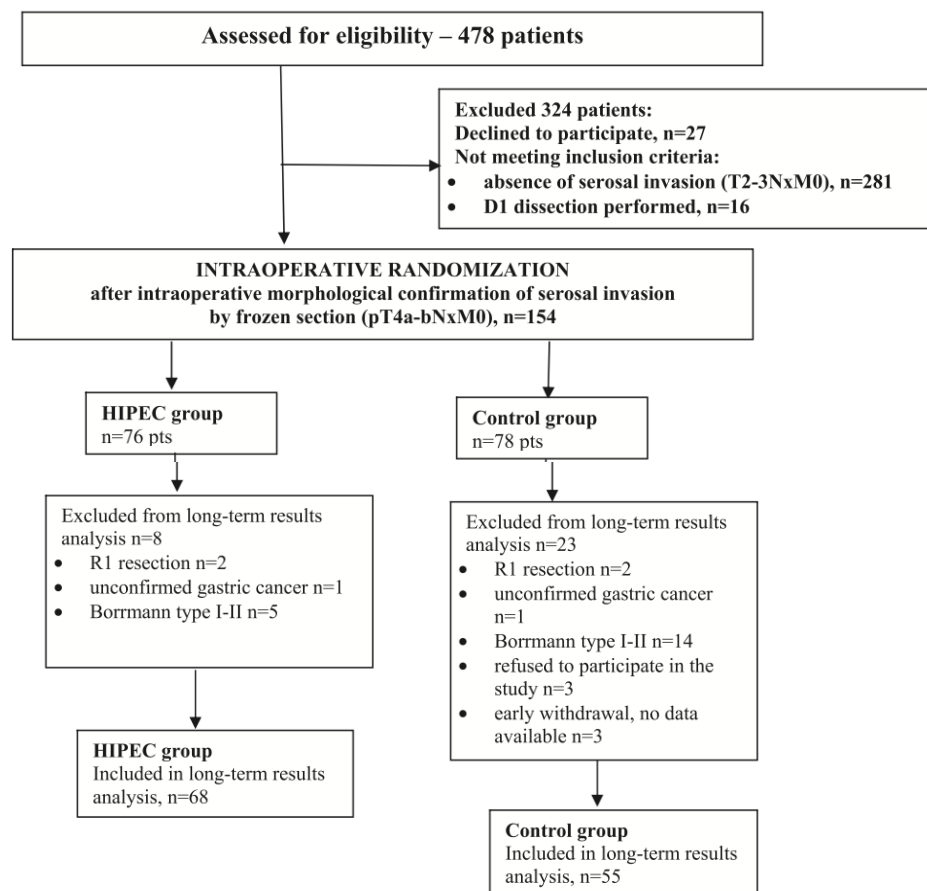 Assessed for eligibility – 478 patients
Excluded 324 patients:
Declined to participate, n=27
Not meeting inclusion criteria:
• absence of serosal invasion (T2-3NxM0), n=281
• D1 dissection performed, n=16
INTRAOPERATIVE RANDOMIZATION
after intraoperative morphological confirmation of serosal invasion
by frozen section (pT4a-bNxM0), n=154
HIPEC group
n=76 pts
Control group
n=78 pts
Excluded from long-term results
analysis n=8
• R1 resection n=2
• unconfirmed gastric cancer n=1
• Borrmann type I-II n=5
Excluded from long-term results
analysis n=23
• R1 resection n=2
• unconfirmed gastric cancer
n=1
• Borrmann type I-II n=14
• refused to participate in the
study n=3
• early withdrawal, no data
available n=3
HIPEC group
Included in long-term results
analysis, n=68
Control group
Included in long-term results
analysis, n=55